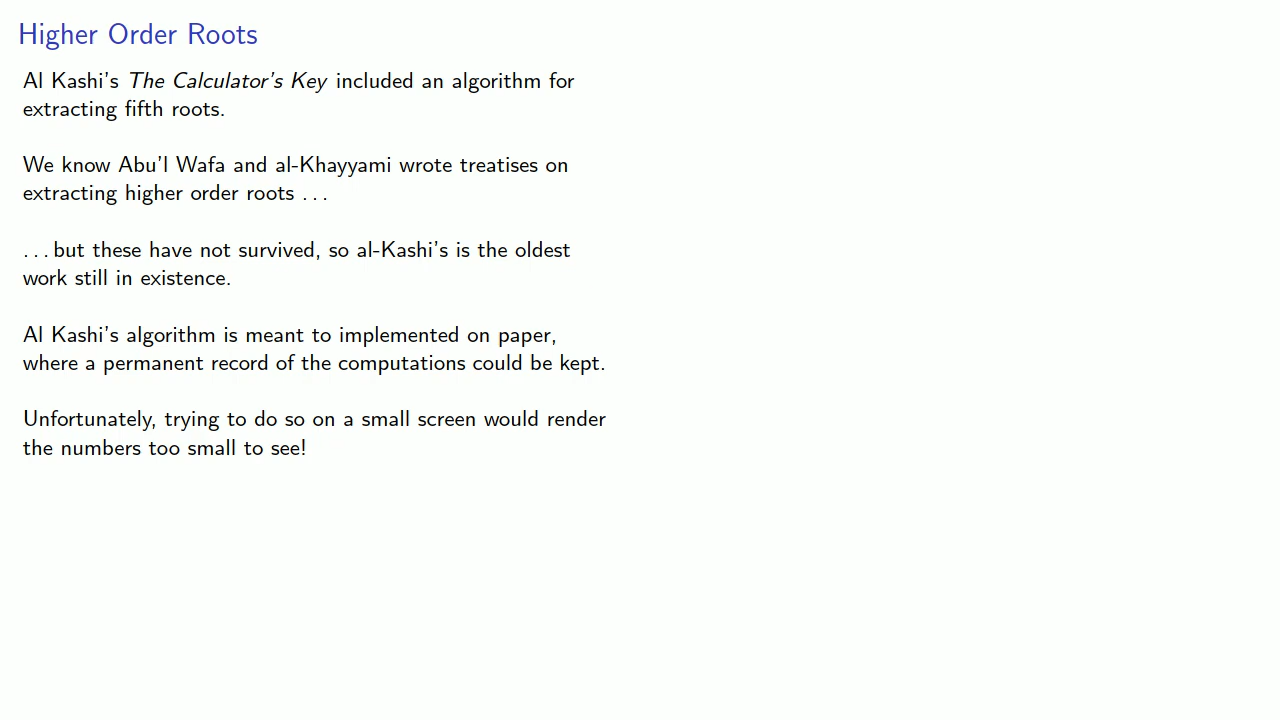 Higher Order Roots
Al Kashi's The Calculator's Key included an algorithm for
extracting fifth roots.
We know Abu'l Wafa and al-Khayyami wrote treatises on
extracting higher order roots ...
...but these have not survived, so al-Kashi's is the oldest
work still in existence.
Al Kashi's algorithm is meant to implemented on paper,
where a permanent record of the computations could be kept.
Unfortunately, trying to do so on a small screen would render
the numbers too small to see!